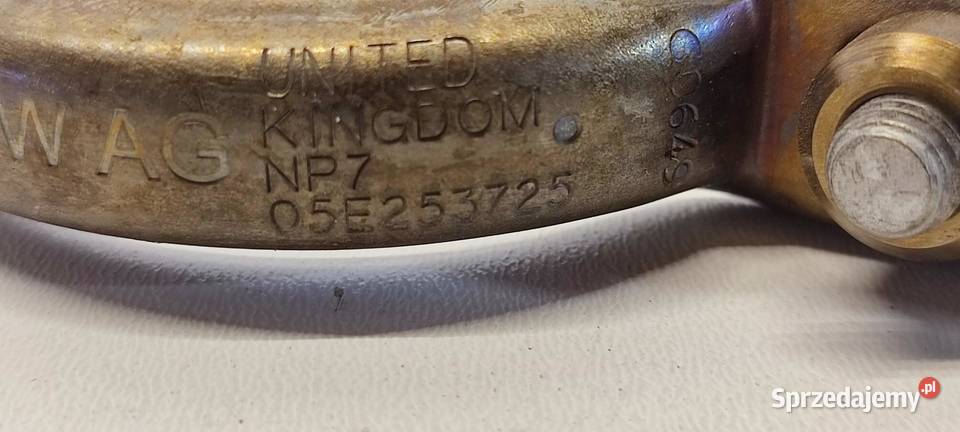 W AG
UNITED
KINGDOM
NP7
05E253725
G0649
Sprzedajemy.pl